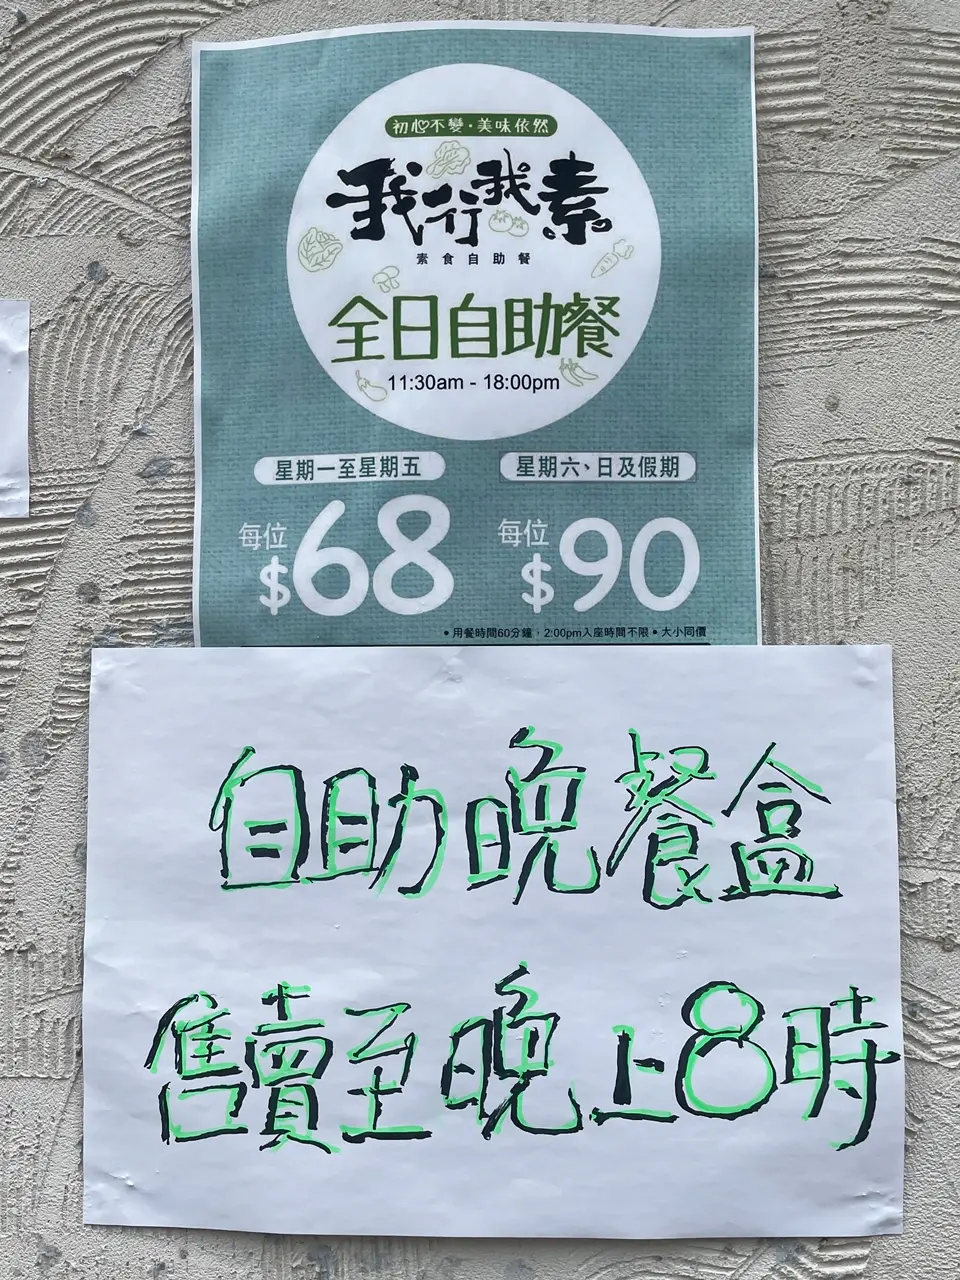 初心不變·美味依然
我行我素
素食自助餐
全日自助餐
11:30am - 18:00pm
星期一至星期五
每位
$68
星期六、日及假期
每位
$90
• 用餐時間60分鐘，2:00pm入座時間不限 • 大小同價
自助晚餐盒
售賣至晚上8時